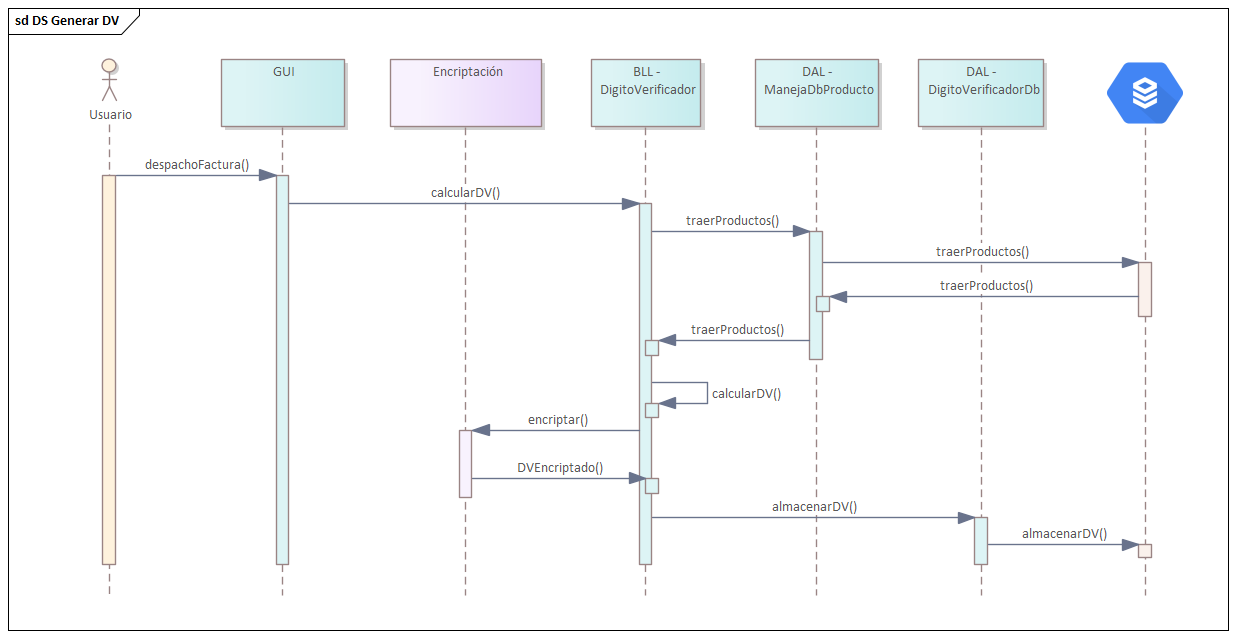 sd DS Generar DV
Usuario
GUI
Encriptación
BLL -
DigitoVerificador
DAL -
ManejaDbProducto
DAL -
DigitoVerificadorDb
despachoFactura()
calcularDV()
traerProductos()
traerProductos()
traerProductos()
traerProductos()
calcularDV()
encriptar()
DVEncriptado()
almacenarDV()
almacenarDV()